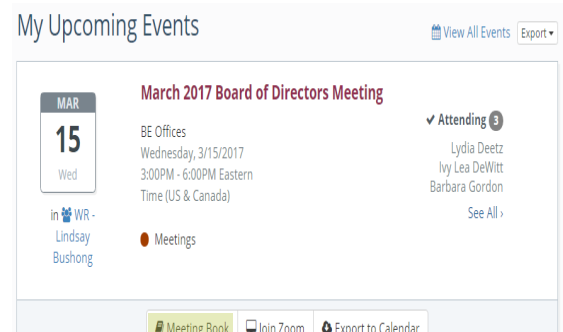 My Upcoming Events
View All Events Export
MAR
15
Wed
in WR -
Lindsay
Bushong
March 2017 Board of Directors Meeting
BE Offices
Wednesday, 3/15/2017
3:00PM - 6:00PM Eastern
Time (US & Canada)
Meetings
Attending 3
Lydia Deetz
Ivy Lea DeWitt
Barbara Gordon
See All ›
Meeting Book Join Zoom Export to Calendar